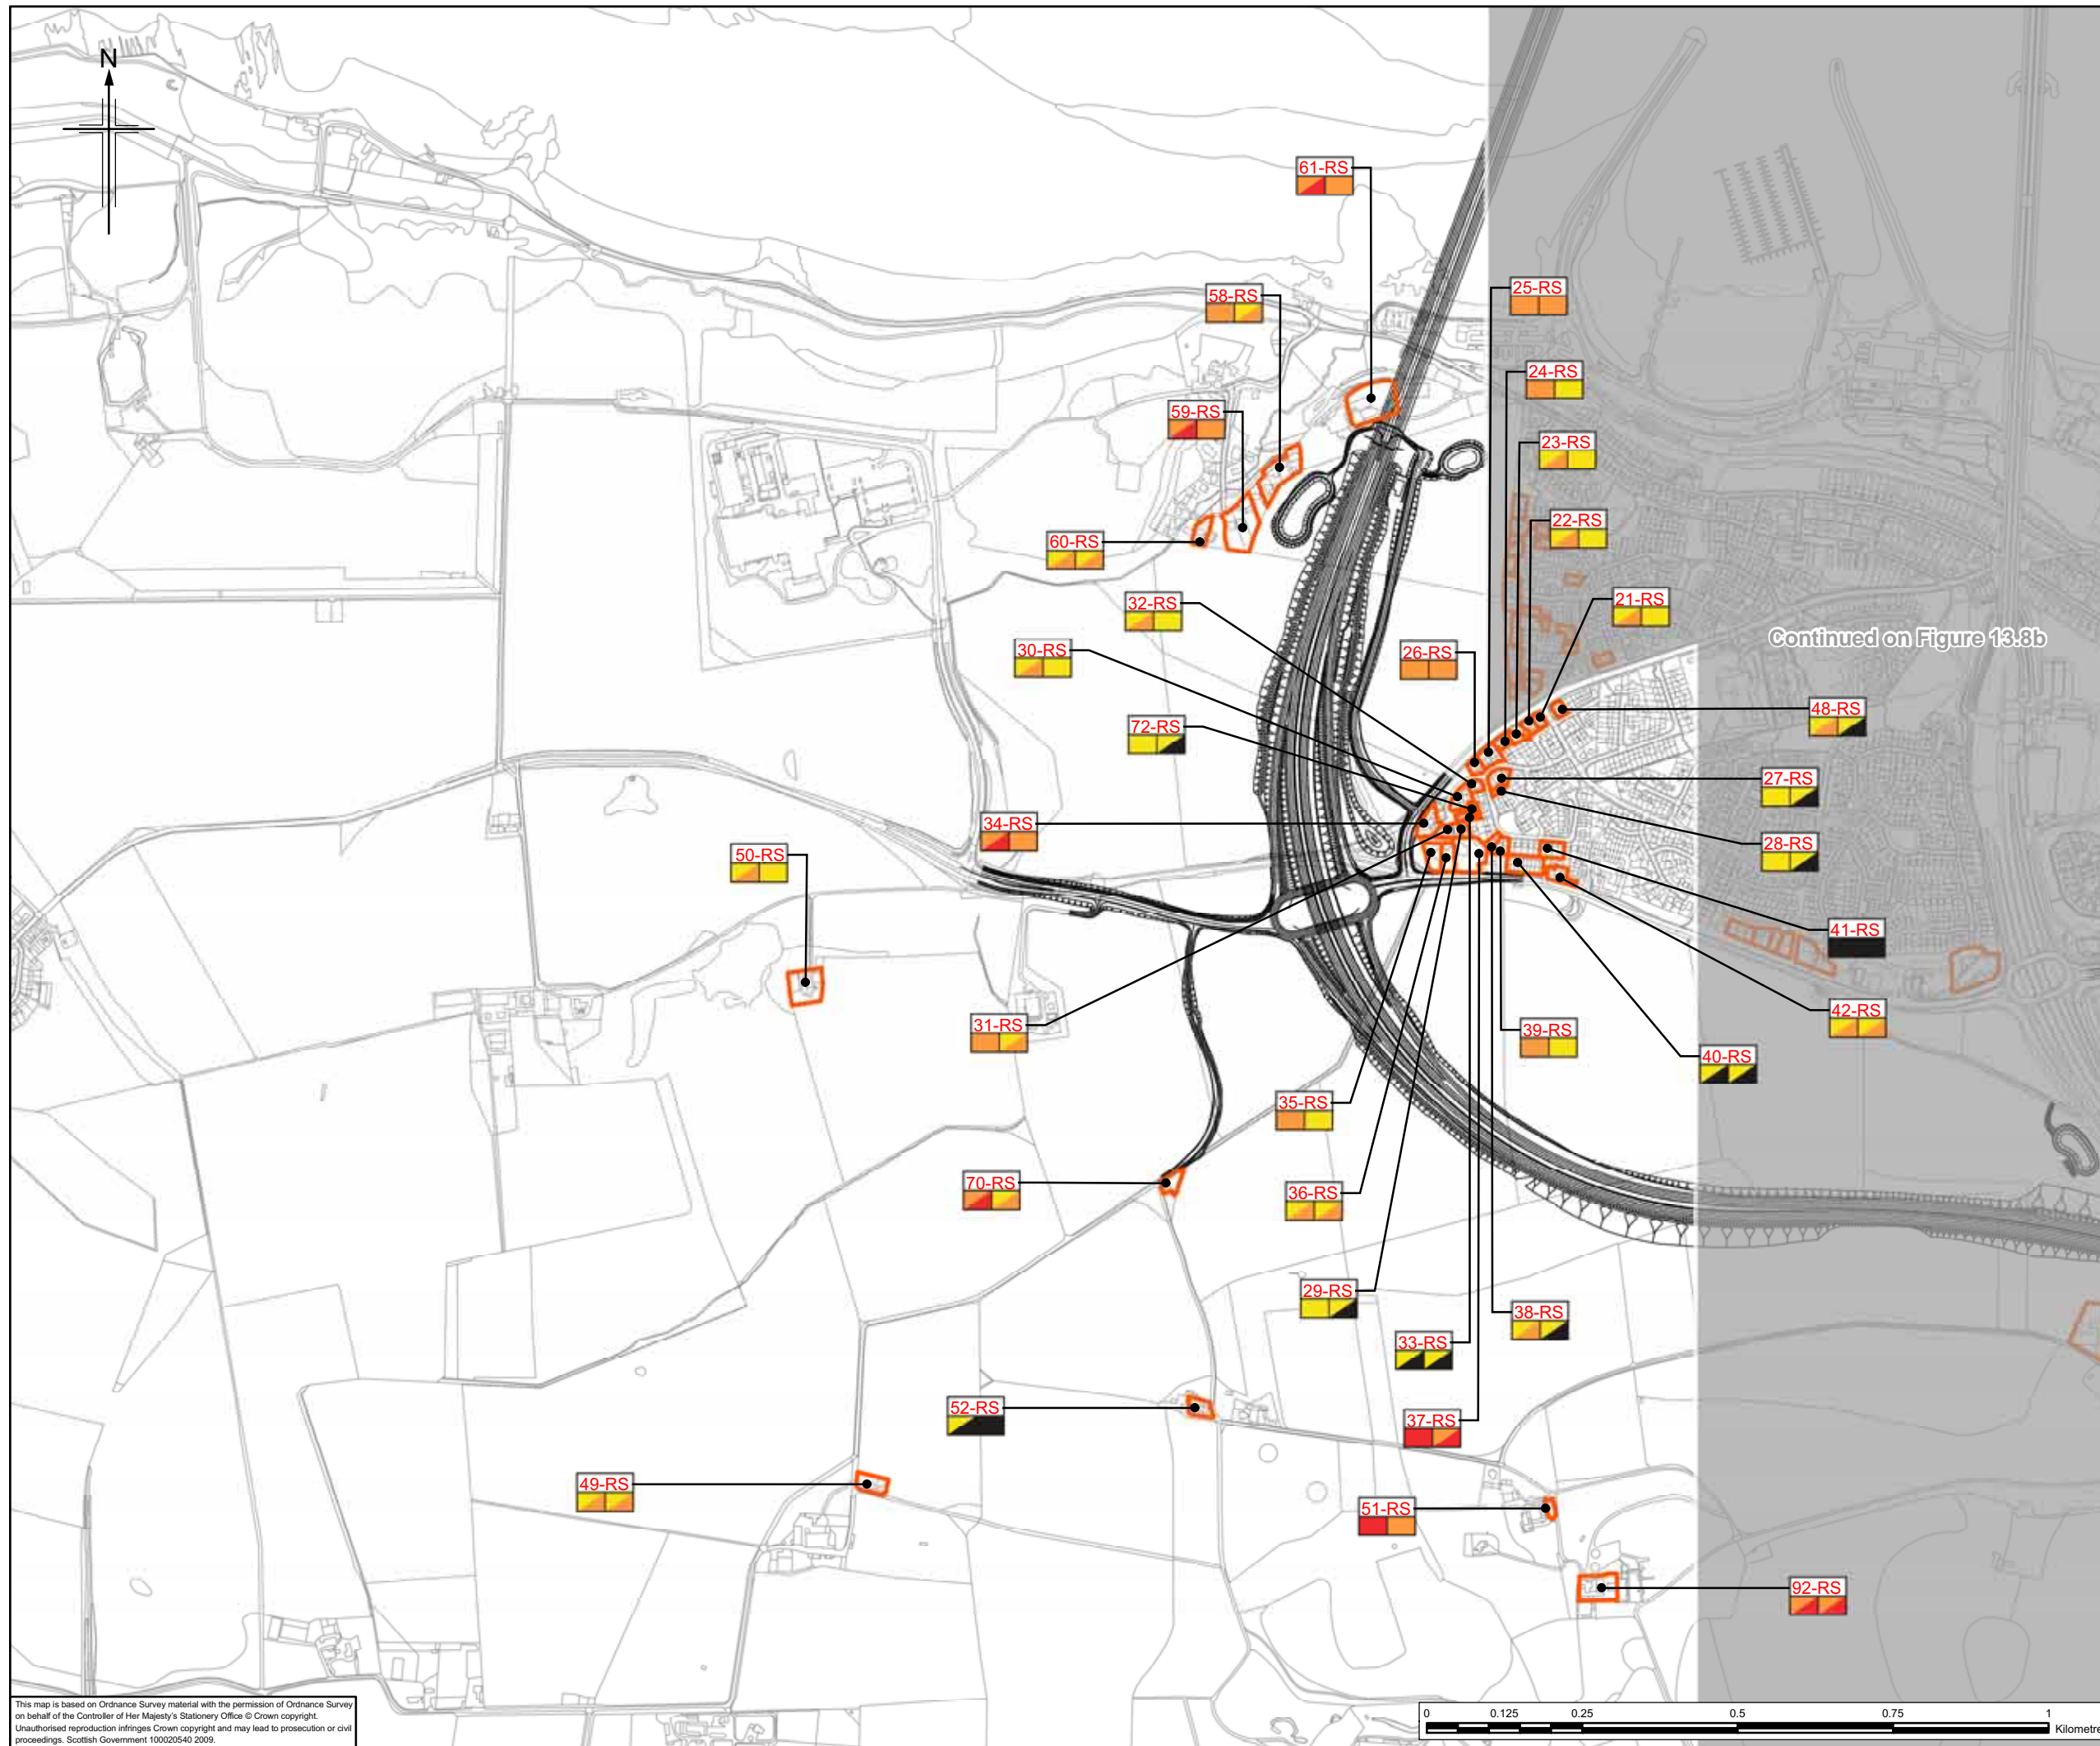 N
61-RS
25-RS
58-RS
24-RS
59-RS
23-RS
22-RS
60-RS
21-RS
32-RS
Continued on Figure 13.8b
30-RS
26-RS
48-RS
72-RS
27-RS
34-RS
28-RS
50-RS
41-RS
42-RS
31-RS
39-RS
40-RS
35-RS
70-RS
36-RS
29-RS
38-RS
33-RS
52-RS
37-RS
49-RS
51-RS
92-RS
This map is based on Ordnance Survey material with the permission of Ordnance Survey
on behalf of the Controller of Her Majesty's Stationery Office © Crown copyright.
Unauthorised reproduction infringes Crown copyright and may lead to prosecution or civil
proceedings. Scottish Government 100020540 2009.
0 0.125 0.25 0.5 0.75 1
Kilometre